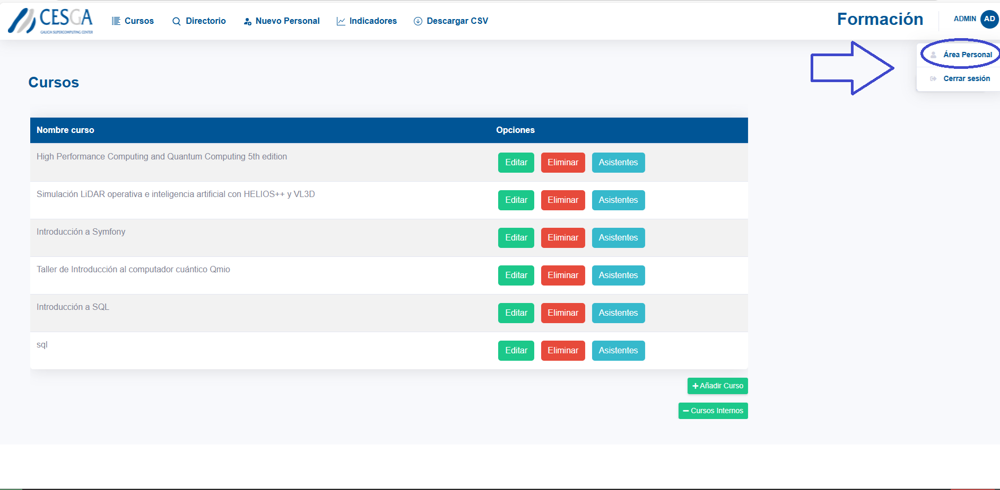 CESGA
GALICIA SUPERCOMPUTING CENTER
Cursos
Directorio
Nuevo Personal
Indicadores
Descargar CSV
Formación
ADMIN
AD
Área Personal
Cerrar sesión
Cursos
Nombre curso Opciones
High Performance Computing and Quantum Computing 5th edition Editar Eliminar Asistentes
Simulación LiDAR operativa e inteligencia artificial con HELIOS++ y VL3D Editar Eliminar Asistentes
Introducción a Symfony Editar Eliminar Asistentes
Taller de Introducción al computador cuántico Qmio Editar Eliminar Asistentes
Introducción a SQL Editar Eliminar Asistentes
sql Editar Eliminar Asistentes
+ Añadir Curso
− Cursos Internos